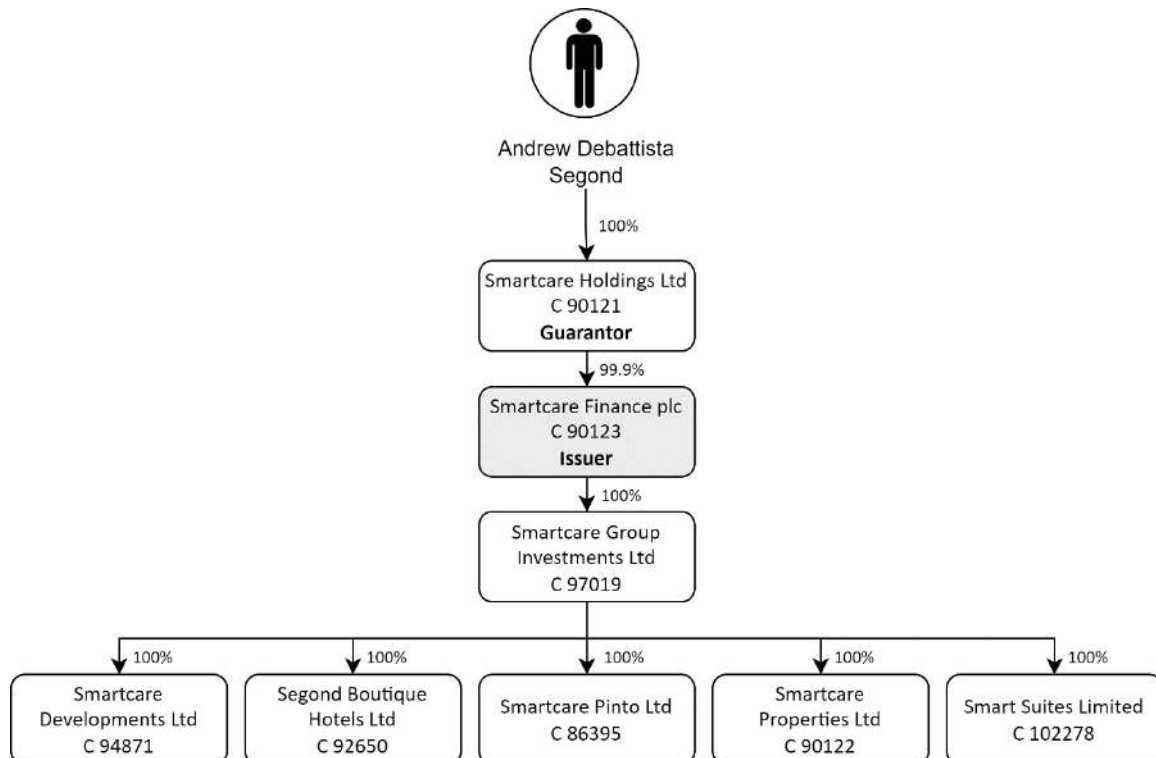 Andrew Debattista
Segond
100%
Smartcare Holdings Ltd
C 90121
Guarantor
99.9%
Smartcare Finance plc
C 90123
Issuer
100%
Smartcare Group
Investments Ltd
C 97019
100%
100%
100%
100%
100%
Smartcare
Developments Ltd
C 94871
Segond Boutique
Hotels Ltd
C 92650
Smartcare Pinto Ltd
C 86395
Smartcare
Properties Ltd
C 90122
Smart Suites Limited
C 102278